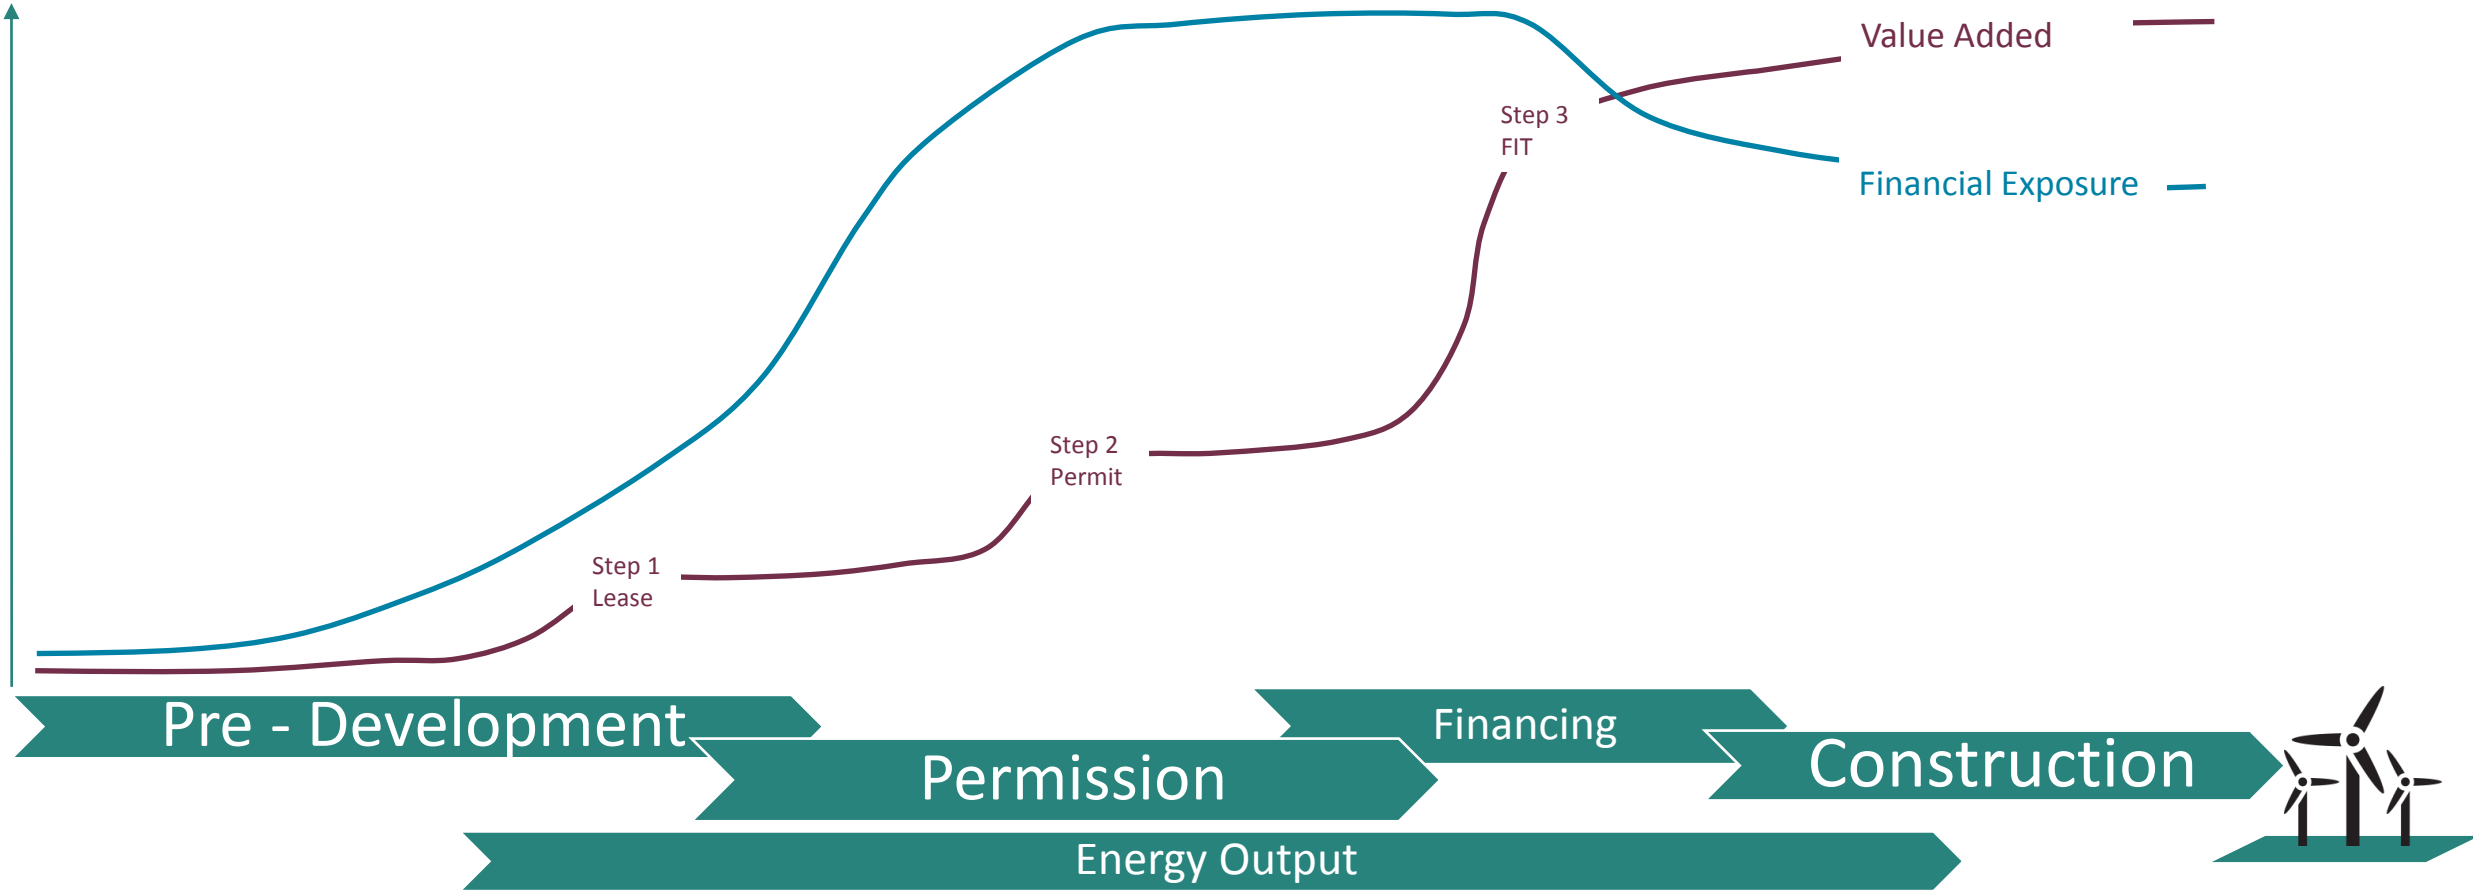 Value Added
Step 3
FIT
Financial Exposure
Step 2
Permit
Step 1
Lease
Pre - Development
Financing
Permission
Construction
Energy Output